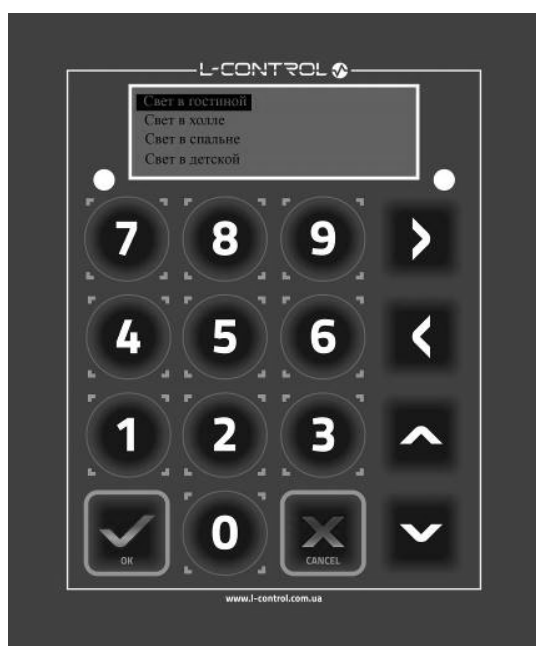 L-CONTROL
Свет в гостиной
Свет в холле
Свет в спальне
Свет в детской
7 8 9 >
4 5 6 <
1 2 3
0
OK
CANCEL
www.l-control.com.ua